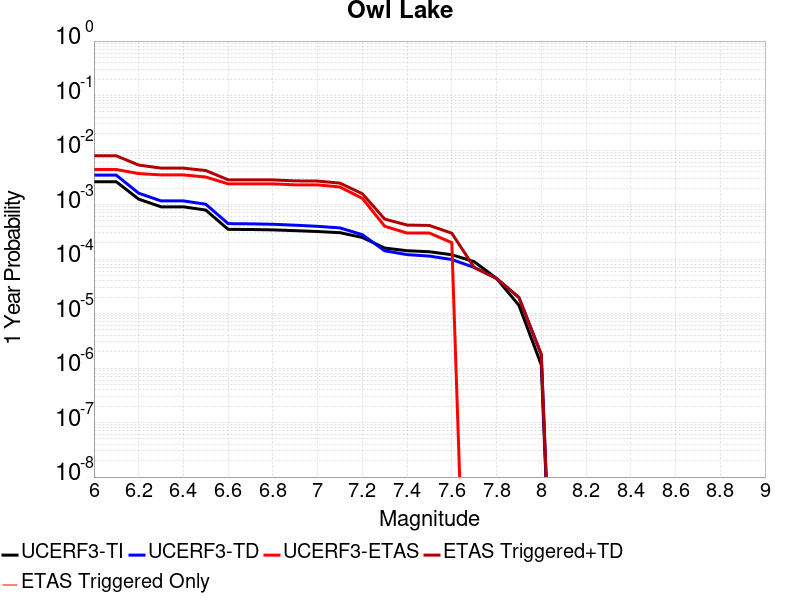 Owl Lake
10^0
10^-1
10^-2
10^-3
10^-4
10^-5
10^-6
10^-7
10^-8
1 Year Probability
6 6.2 6.4 6.6 6.8 7 7.2 7.4 7.6 7.8 8 8.2 8.4 8.6 8.8 9
Magnitude
UCERF3-TI UCERF3-TD UCERF3-ETAS ETAS Triggered+TD
ETAS Triggered Only